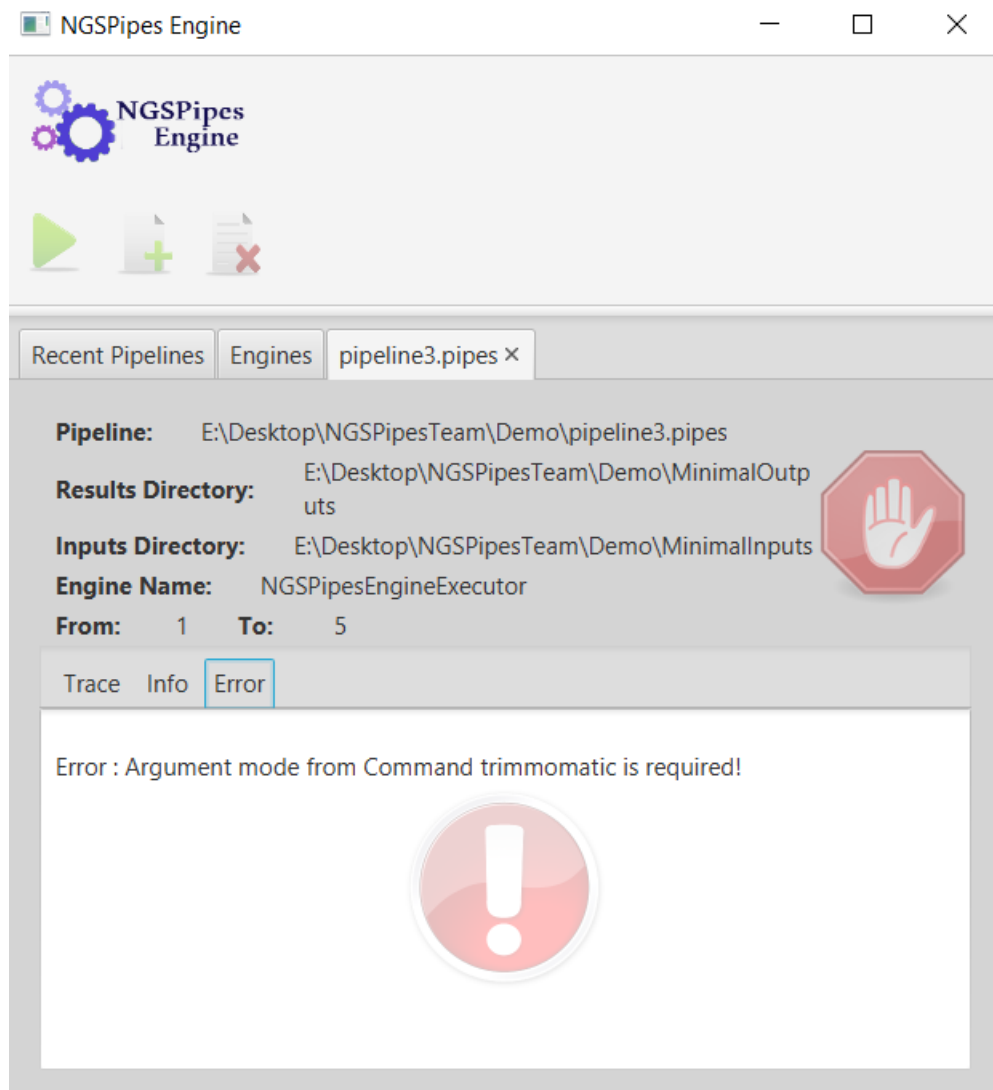 NGSPipes Engine
NGSPipes
Engine
Recent Pipelines Engines pipeline3.pipes ×
Pipeline: E:\Desktop\NGSPipesTeam\Demo\pipeline3.pipes
Results Directory: E:\Desktop\NGSPipesTeam\Demo\MinimalOutp
uts
Inputs Directory: E:\Desktop\NGSPipesTeam\Demo\MinimalInputs
Engine Name: NGSPipesEngineExecutor
From: 1 To: 5
Trace Info Error
Error : Argument mode from Command trimmomatic is required!